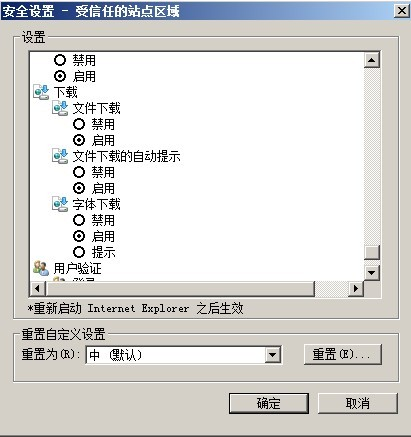 安全设置 - 受信任的站点区域
设置
禁用
启用
下载
文件下载
禁用
启用
文件下载的自动提示
禁用
启用
字体下载
禁用
启用
提示
用户验证
*重新启动 Internet Explorer 之后生效
重置自定义设置
重置为(R): 中 (默认)
重置(E)...
确定 取消